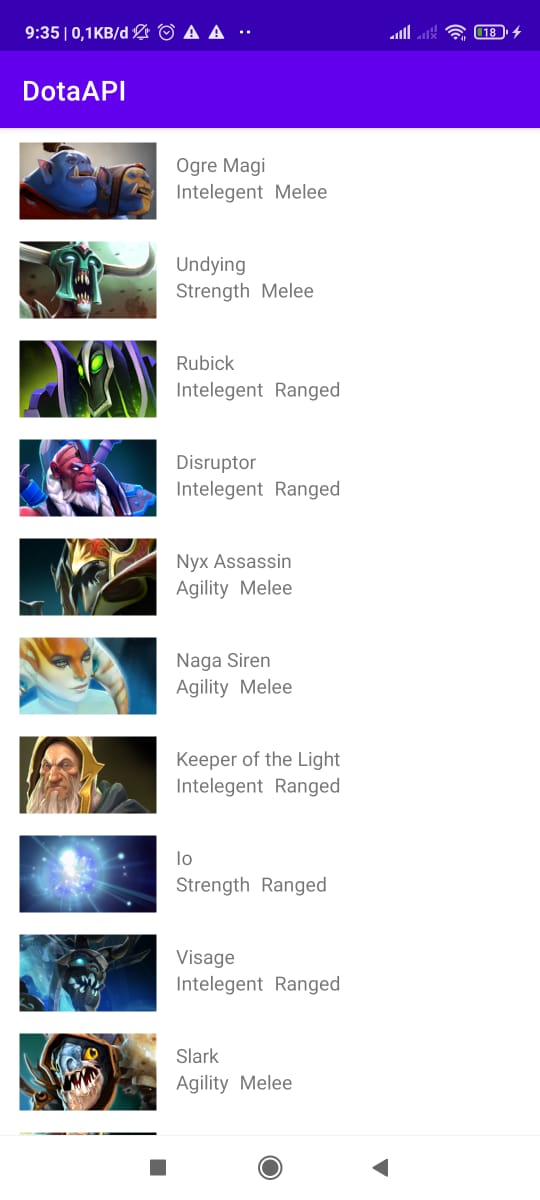 9:35 | 0,1KB/d
18
DotaAPI
Ogre Magi
Intelegent Melee
Undying
Strength Melee
Rubick
Intelegent Ranged
Disruptor
Intelegent Ranged
Nyx Assassin
Agility Melee
Naga Siren
Agility Melee
Keeper of the Light
Intelegent Ranged
Io
Strength Ranged
Visage
Intelegent Ranged
Slark
Agility Melee